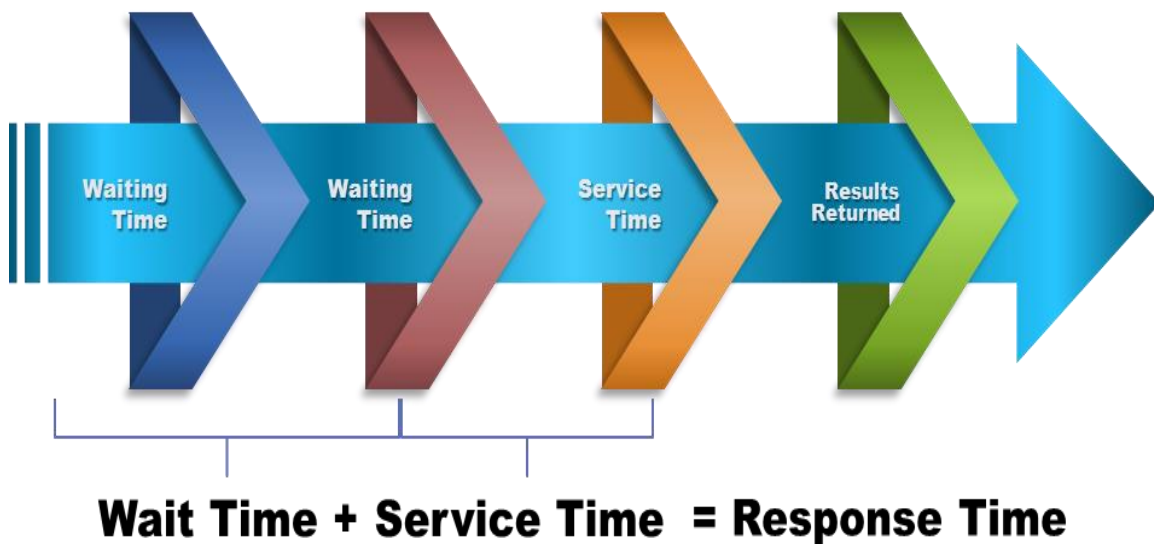 Waiting
Time
Waiting
Time
Service
Time
Results
Returned
Wait Time + Service Time = Response Time